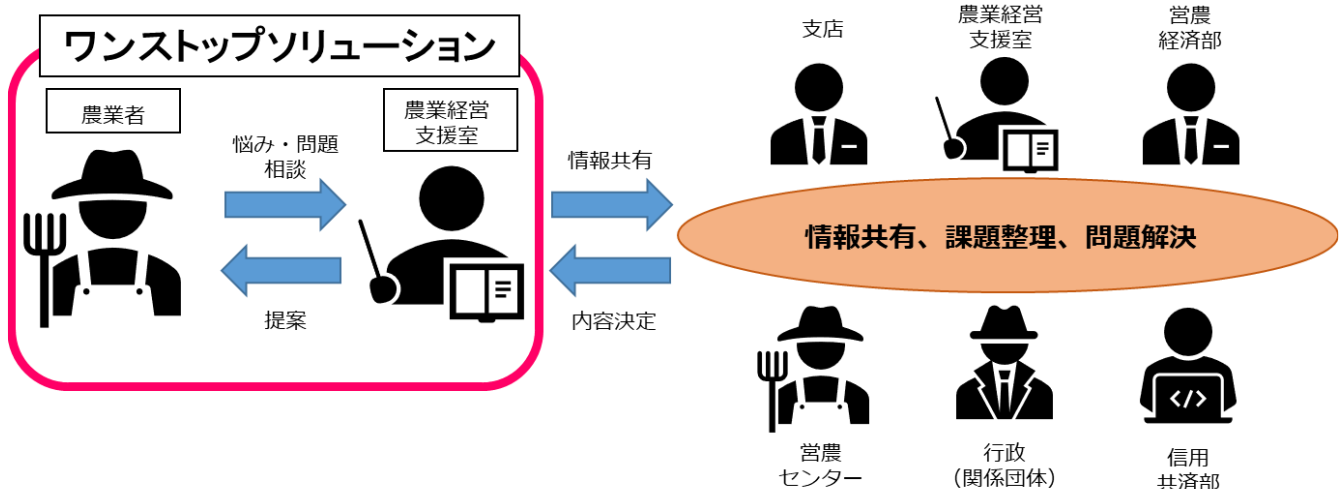 ワンストップソリューション
農業者
農業経営
支援室
悩み・問題
相談
提案
情報共有
内容決定
支店
農業経営
支援室
営農
経済部
情報共有、課題整理、問題解決
営農
センター
行政
（関係団体）
</>
信用
共済部